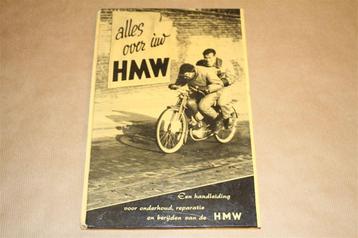 alles
over uw
HMW
Een handleiding
voor onderhoud, reparatie
en berijden van de HMW